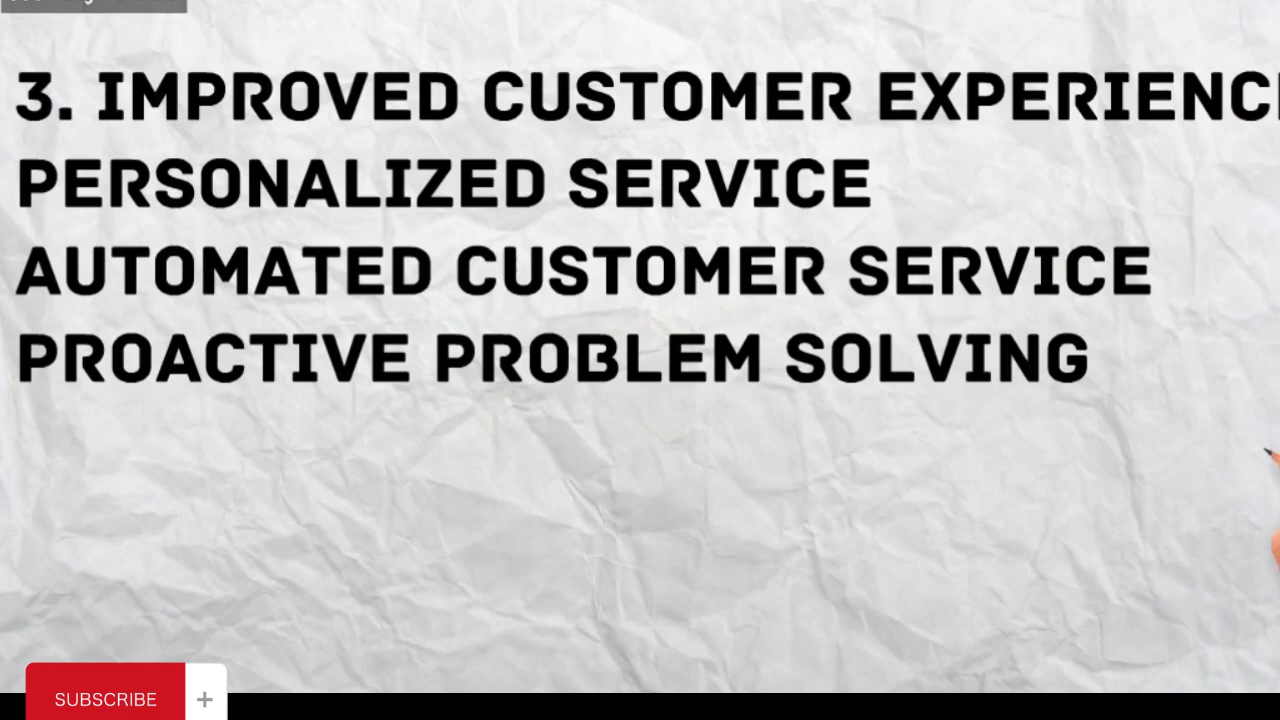 3. IMPROVED CUSTOMER EXPERIENC
PERSONALIZED SERVICE
AUTOMATED CUSTOMER SERVICE
PROACTIVE PROBLEM SOLVING
SUBSCRIBE +